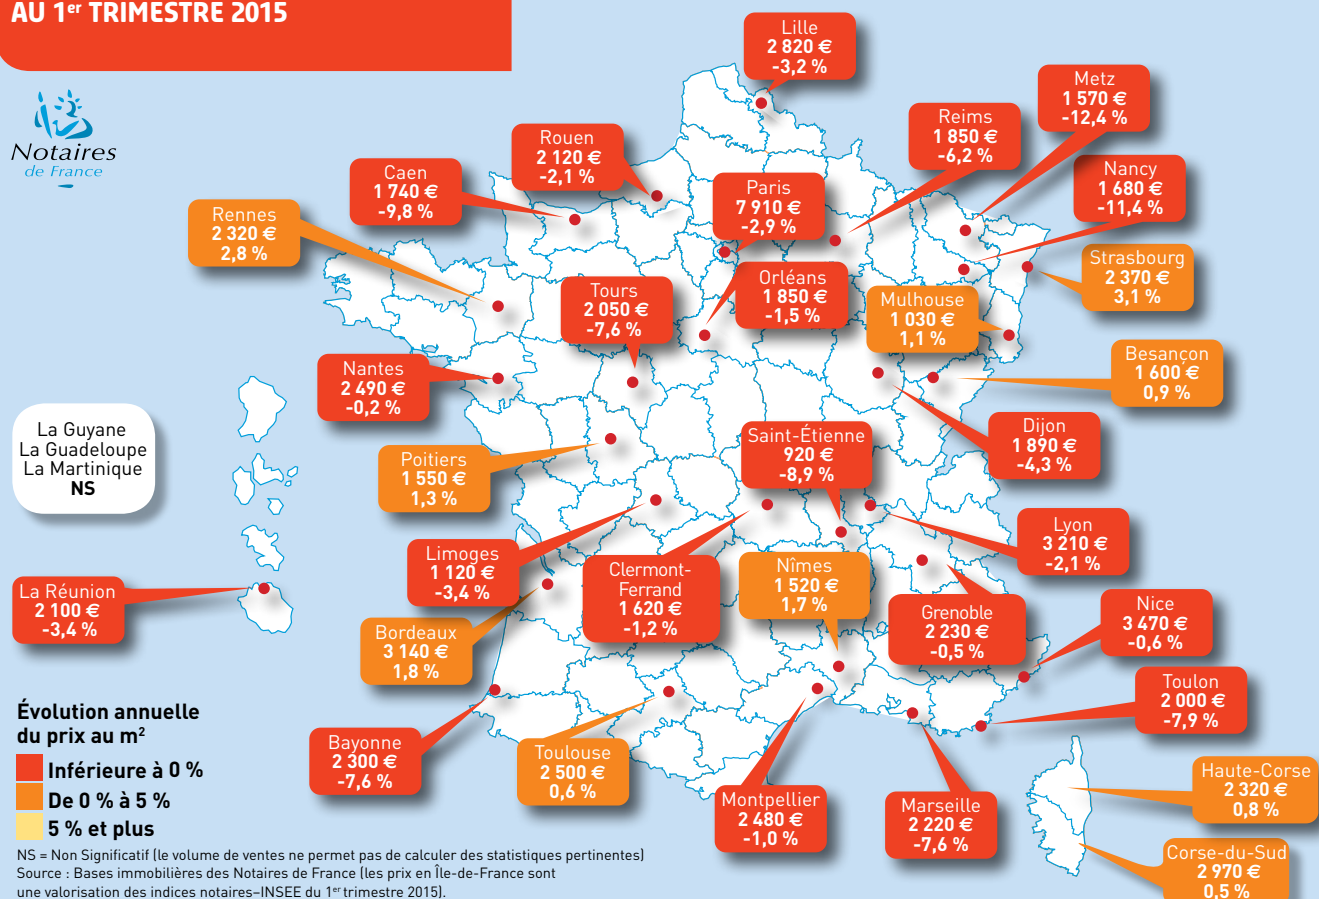 AU 1er TRIMESTRE 2015
Notaires
de France
Lille
2 820 €
-3,2 %
Metz
1 570 €
-12,4 %
Reims
1 850 €
-6,2 %
Rouen
2 120 €
-2,1 %
Caen
1 740 €
-9,8 %
Nancy
1 680 €
-11,4 %
Paris
7 910 €
-2,9 %
Rennes
2 320 €
2,8 %
Strasbourg
2 370 €
3,1 %
Orléans
1 850 €
-1,5 %
Tours
2 050 €
-7,6 %
Mulhouse
1 030 €
1,1 %
Besançon
1 600 €
0,9 %
Nantes
2 490 €
-0,2 %
La Guyane
La Guadeloupe
La Martinique
NS
Dijon
1 890 €
-4,3 %
Saint-Étienne
920 €
-8,9 %
Poitiers
1 550 €
1,3 %
Lyon
3 210 €
-2,1 %
Limoges
1 120 €
-3,4 %
Clermont-
Ferrand
1 620 €
-1,2 %
Nîmes
1 520 €
1,7 %
La Réunion
2 100 €
-3,4 %
Grenoble
2 230 €
-0,5 %
Nice
3 470 €
-0,6 %
Bordeaux
3 140 €
1,8 %
Toulon
2 000 €
-7,9 %
Bayonne
2 300 €
-7,6 %
Toulouse
2 500 €
0,6 %
Montpellier
2 480 €
-1,0 %
Marseille
2 220 €
-7,6 %
Haute-Corse
2 320 €
0,8 %
Corse-du-Sud
2 970 €
0,5 %
Évolution annuelle
du prix au m²
Inférieure à 0 %
De 0 % à 5 %
5 % et plus
NS = Non Significatif (le volume de ventes ne permet pas de calculer des statistiques pertinentes)
Source : Bases immobilières des Notaires de France (les prix en Île-de-France sont
une valorisation des indices notaires–INSEE du 1er trimestre 2015).